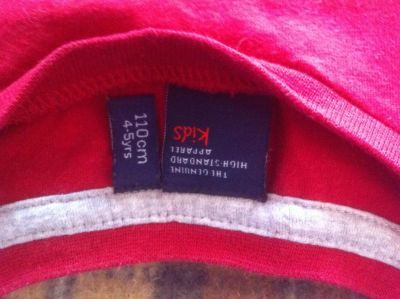 110cm
4-5yrs
THE GENUINE
HIGH-STANDARD
APPAREL
Kids